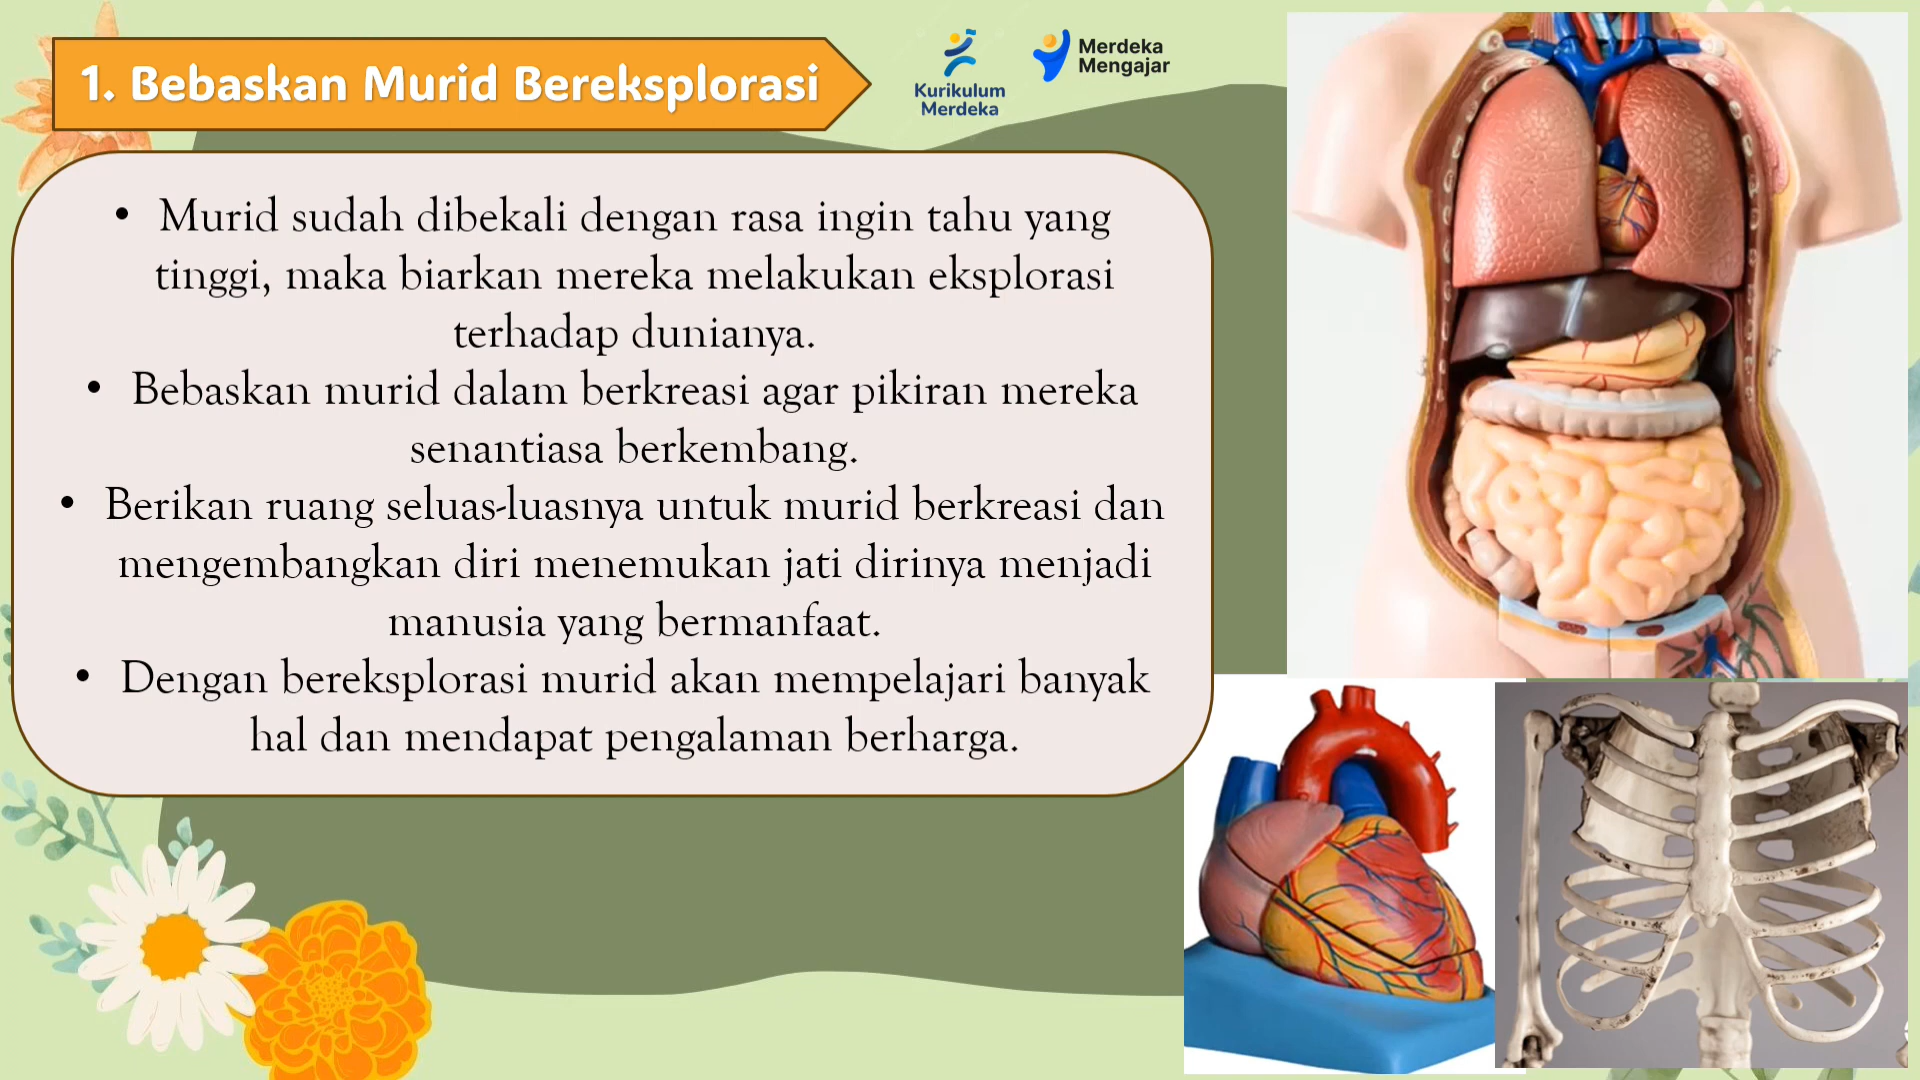 1. Bebaskan Murid Bereksplorasi
Kurikulum
Merdeka
Merdeka
Mengajar
• Murid sudah dibekali dengan rasa ingin tahu yang
tinggi, maka biarkan mereka melakukan eksplorasi
terhadap dunianya.
• Bebaskan murid dalam berkreasi agar pikiran mereka
senantiasa berkembang.
• Berikan ruang seluas-luasnya untuk murid berkreasi dan
mengembangkan diri menemukan jati dirinya menjadi
manusia yang bermanfaat.
• Dengan bereksplorasi murid akan mempelajari banyak
hal dan mendapat pengalaman berharga.